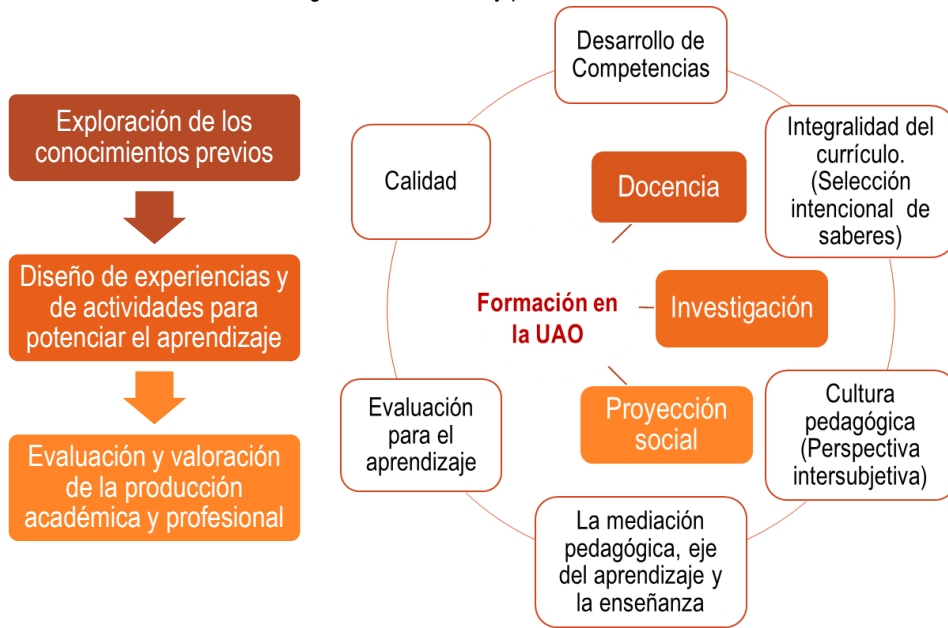 Exploración de los
conocimientos previos
Diseño de experiencias y
de actividades para
potenciar el aprendizaje
Evaluación y valoración
de la producción
académica y profesional
Desarrollo de
Competencias
Integralidad del
currículo.
(Selección
intencional de
saberes)
Cultura
pedagógica
(Perspectiva
intersubjetiva)
La mediación
pedagógica, eje
del aprendizaje y
la enseñanza
Evaluación
para el
aprendizaje
Calidad
Formación en
la UAO
Docencia
Investigación
Proyección
social